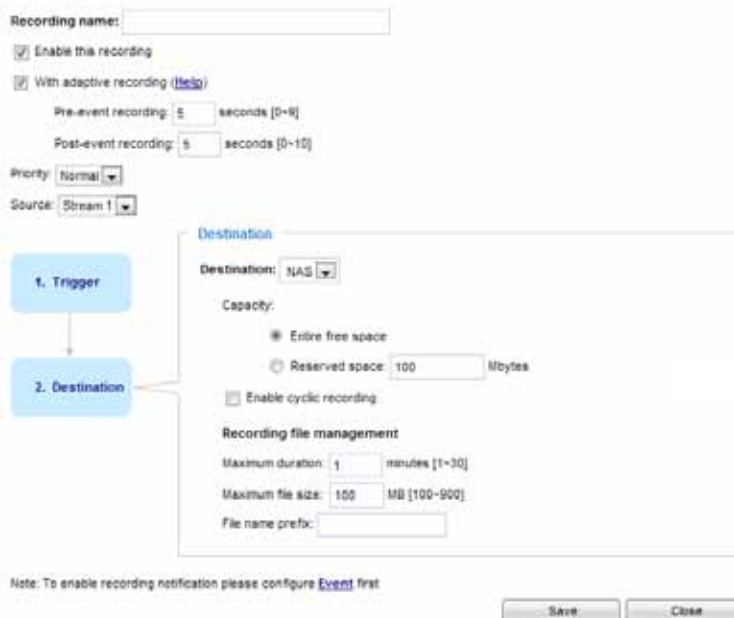 Recording name:
Enable this recording
With adaptive recording (Help)
Pre-event recording: 5 seconds [0~9]
Post-event recording: 5 seconds [0~10]
Priority: Normal
Source: Stream 1
1. Trigger
2. Destination
Destination
Destination: NAS
Capacity:
Entire free space
Reserved space: 100 Mbytes
Enable cyclic recording
Recording file management
Maximum duration: 1 minutes [1~30]
Maximum file size: 100 MB [100~900]
File name prefix:
Note: To enable recording notification please configure Event first
Save Close